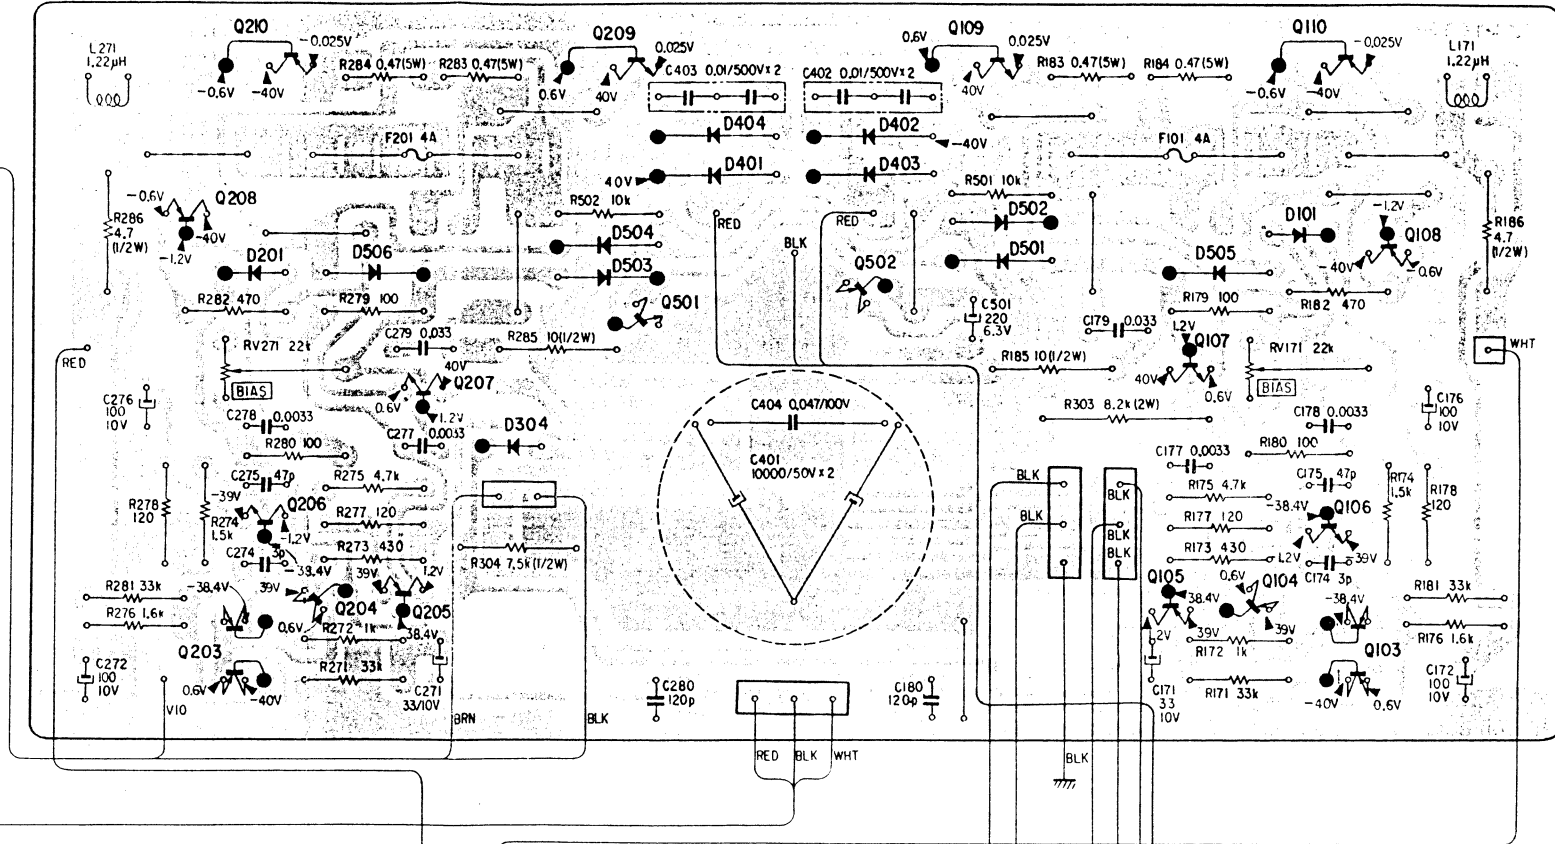 Q210
Q209
Q109
Q110
L271
1.22μH
-0.025V
-0.6V
-40V
R284 0.47(5W)
R283 0.47(5W)
0.025V
0.6V
40V
C403 0.01/500V×2
C402 0.01/500V×2
0.6V
0.025V
40V
R183 0.47(5W)
R184 0.47(5W)
-0.025V
-0.6V
-40V
L171
1.22μH
D404
D402
-40V
F201 4A
F101 4A
D401
40V
D403
-0.6V
Q208
-40V
-1.2V
R286
4.7
(1/2W)
R502 10k
R501 10k
RED
RED
BLK
D504
D502
D503
D501
D201
D506
D101
-1.2V
Q108
-40V
-0.6V
R186
4.7
(1/2W)
D505
Q502
Q501
R282 470
R279 100
C501
220
6.3V
R179 100
R182 470
C279 0.033
R285 10(1/2W)
C179 0.033
1.2V
Q107
40V
0.6V
R185 10(1/2W)
RED
RV271 22k
BIAS
RV171 22k
BIAS
WHT
40V
Q207
0.6V
1.2V
C276
100
10V
C278 0.0033
C277 0.0033
R280 100
D304
C404 0.047/100V
C401
10000/50V×2
R303 8.2k(2W)
C176
100
10V
C178 0.0033
R180 100
C177 0.0033
C275 47p
R275 4.7k
C175 47p
R175 4.7k
BLK
BLK
R278
120
-39V
Q206
R274
1.5k
-1.2V
R277 120
R177 120
-38.4V
Q106
R174
1.5k
R178
120
BLK
BLK
C274 3p
R273 430
R304 7.5k(1/2W)
R173 430
1.2V
-39V
C174 3p
-38.4V
R281 33k
-38.4V
39V
Q204
39V
1.2V
Q205
38.4V
R276 1.6k
0.6V
R272 1k
Q105
38.4V
0.6V
Q104
39V
39V
1.2V
R172 1k
-38.4V
R181 33k
R176 1.6k
Q203
0.6V
-40V
Q103
-40V
0.6V
C272
100
10V
V10
R271 33k
C271
33/10V
C280
120p
C180
120p
C171
33
10V
R171 33k
C172
100
10V
BRN
BLK
RED
BLK
WHT
BLK